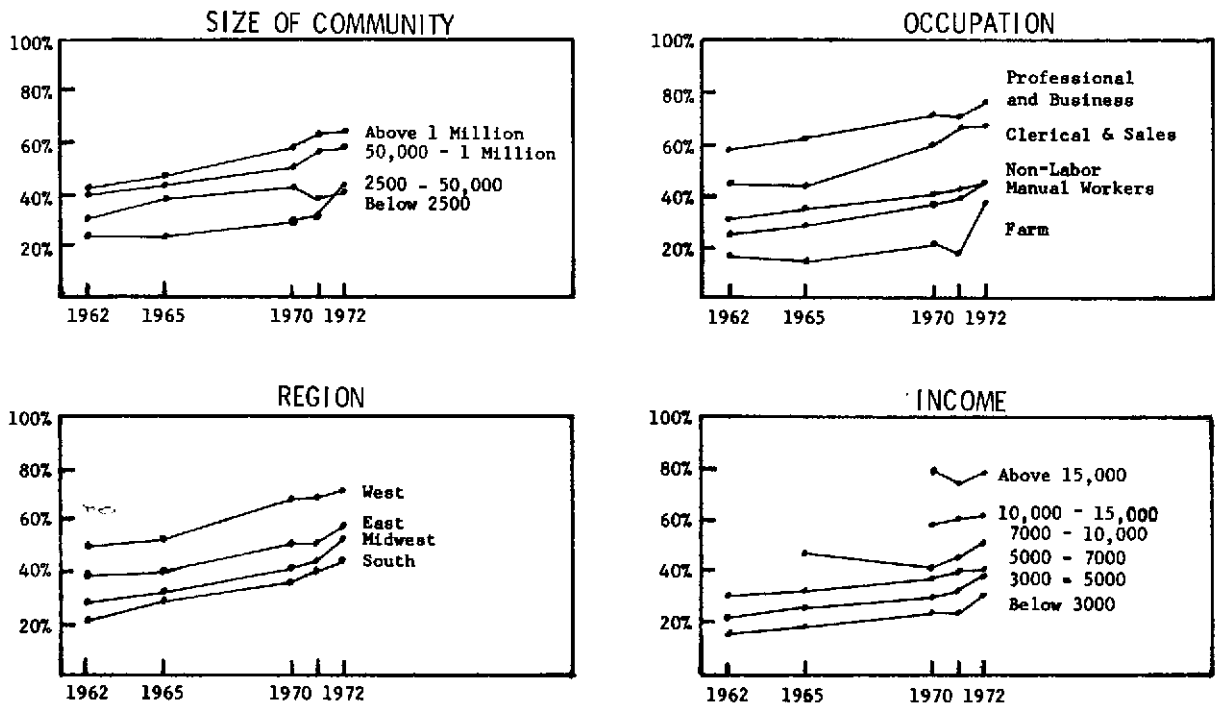 SIZE OF COMMUNITY
100%
80%
60%
40%
20%
Above 1 Million
50,000 - 1 Million
2500 - 50,000
Below 2500
1962 1965 1970 1972
OCCUPATION
100%
80%
60%
40%
20%
Professional
and Business
Clerical & Sales
Non-Labor
Manual Workers
Farm
1962 1965 1970 1972
REGION
100%
80%
60%
40%
20%
West
East
Midwest
South
1962 1965 1970 1972
INCOME
100%
80%
60%
40%
20%
Above 15,000
10,000 - 15,000
7000 - 10,000
5000 - 7000
3000 - 5000
Below 3000
1962 1965 1970 1972